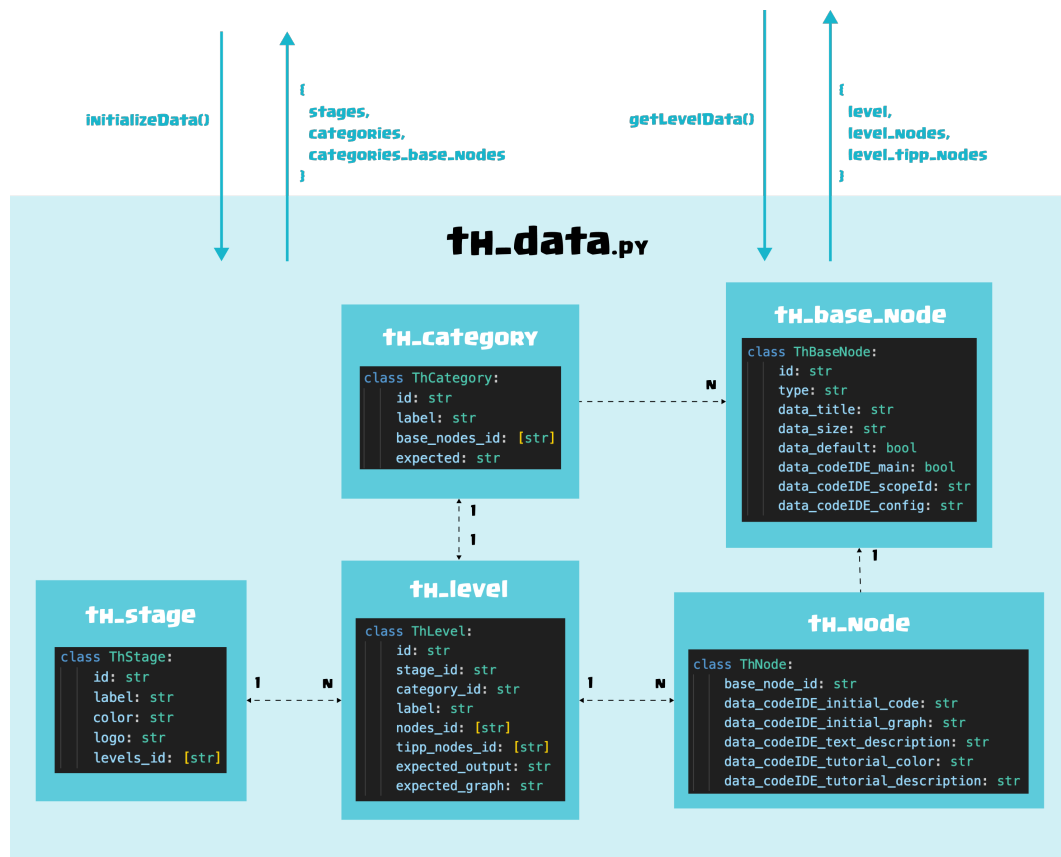 initializeData()
{
stages,
categories,
categories_base_nodes
}
getLevelData()
{
level,
level_nodes,
level_tipp_nodes
}
th_data.py
th_category
class ThCategory:
id: str
label: str
base_nodes_id: [str]
expected: str
N
th_base_node
class ThBaseNode:
id: str
type: str
data_title: str
data_size: str
data_default: bool
data_codeIDE_main: bool
data_codeIDE_scopeId: str
data_codeIDE_config: str
1
1
1
th_stage
class ThStage:
id: str
label: str
color: str
logo: str
levels_id: [str]
1
N
th_level
class ThLevel:
id: str
stage_id: str
category_id: str
label: str
nodes_id: [str]
tipp_nodes_id: [str]
expected_output: str
expected_graph: str
1
N
th_node
class ThNode:
base_node_id: str
data_codeIDE_initial_code: str
data_codeIDE_initial_graph: str
data_codeIDE_text_description: str
data_codeIDE_tutorial_color: str
data_codeIDE_tutorial_description: str